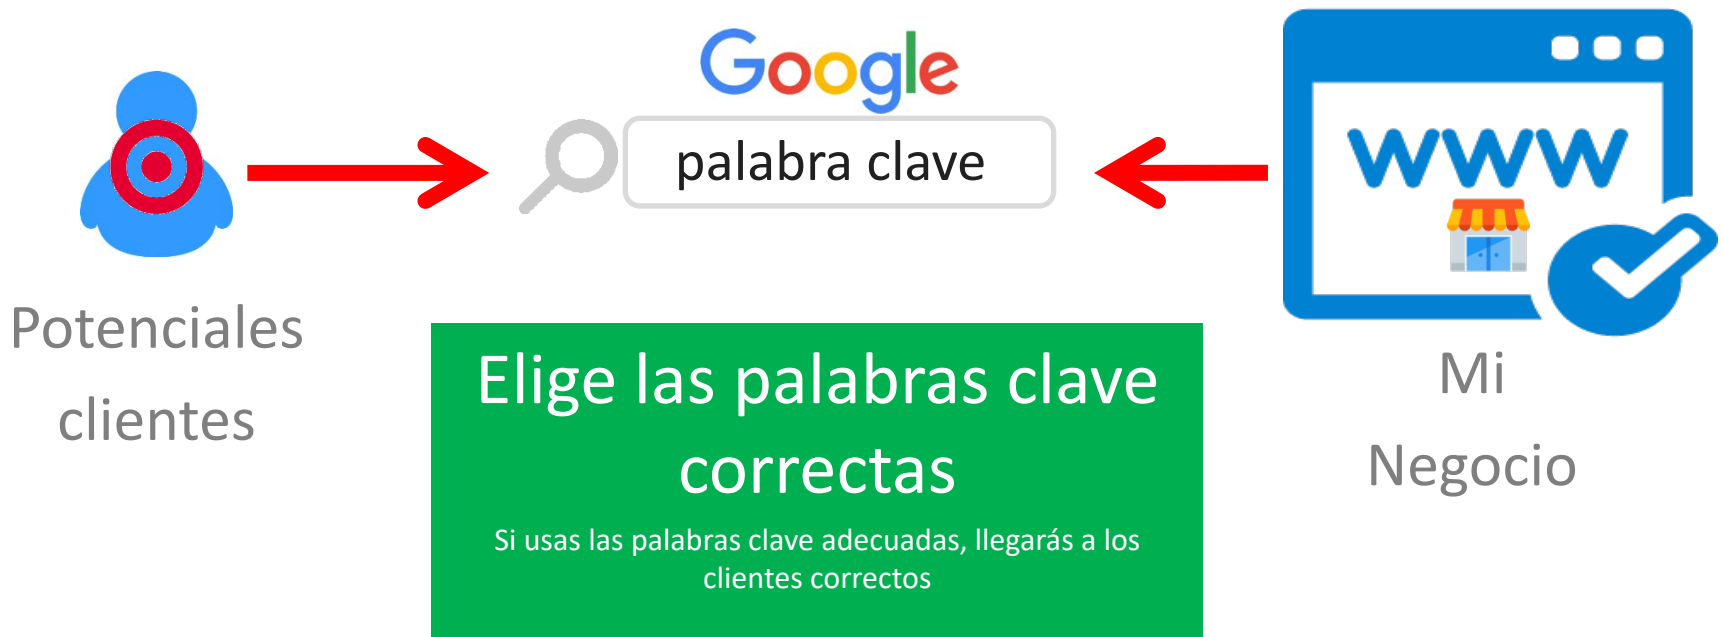 Google
palabra clave
www
Potenciales
clientes
Elige las palabras clave
correctas
Si usas las palabras clave adecuadas, llegarás a los
clientes correctos
Mi
Negocio